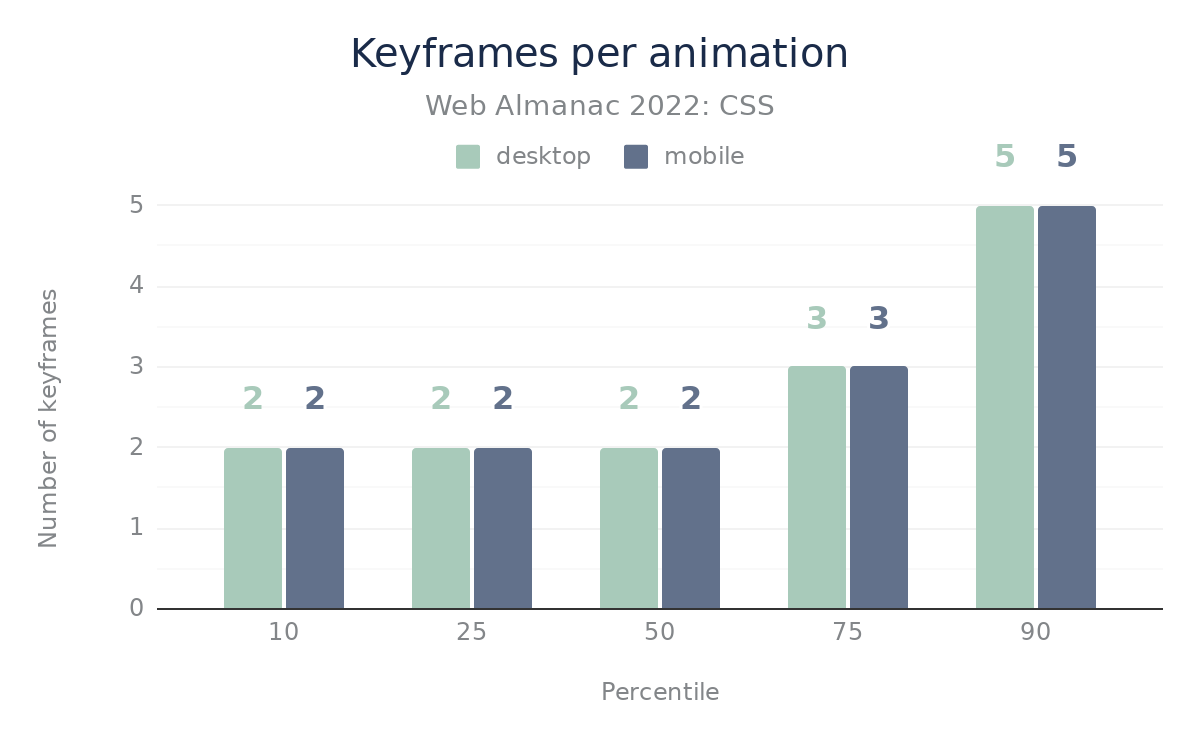 Keyframes per animation
Web Almanac 2022: CSS
desktop mobile
5 5
5
4
3 3
3
2 2 2 2 2 2
2
1
0
10 25 50 75 90
Number of keyframes
Percentile